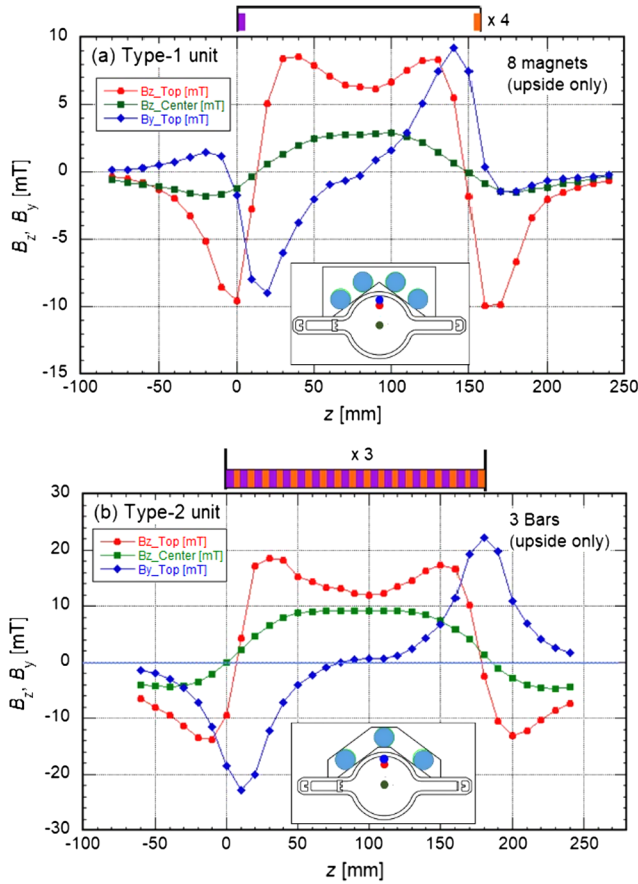 x 4
(a) Type-1 unit
8 magnets
(upside only)
Bz_Top [mT]
Bz_Center [mT]
By_Top [mT]
10
5
0
-5
-10
-15
Bz, By [mT]
-100
-50
0
50
100
150
200
250
z [mm]
x 3
(b) Type-2 unit
3 Bars
(upside only)
Bz_Top [mT]
Bz_Center [mT]
By_Top [mT]
30
20
10
0
-10
-20
-30
Bz, By [mT]
-100
-50
0
50
100
150
200
250
300
z [mm]